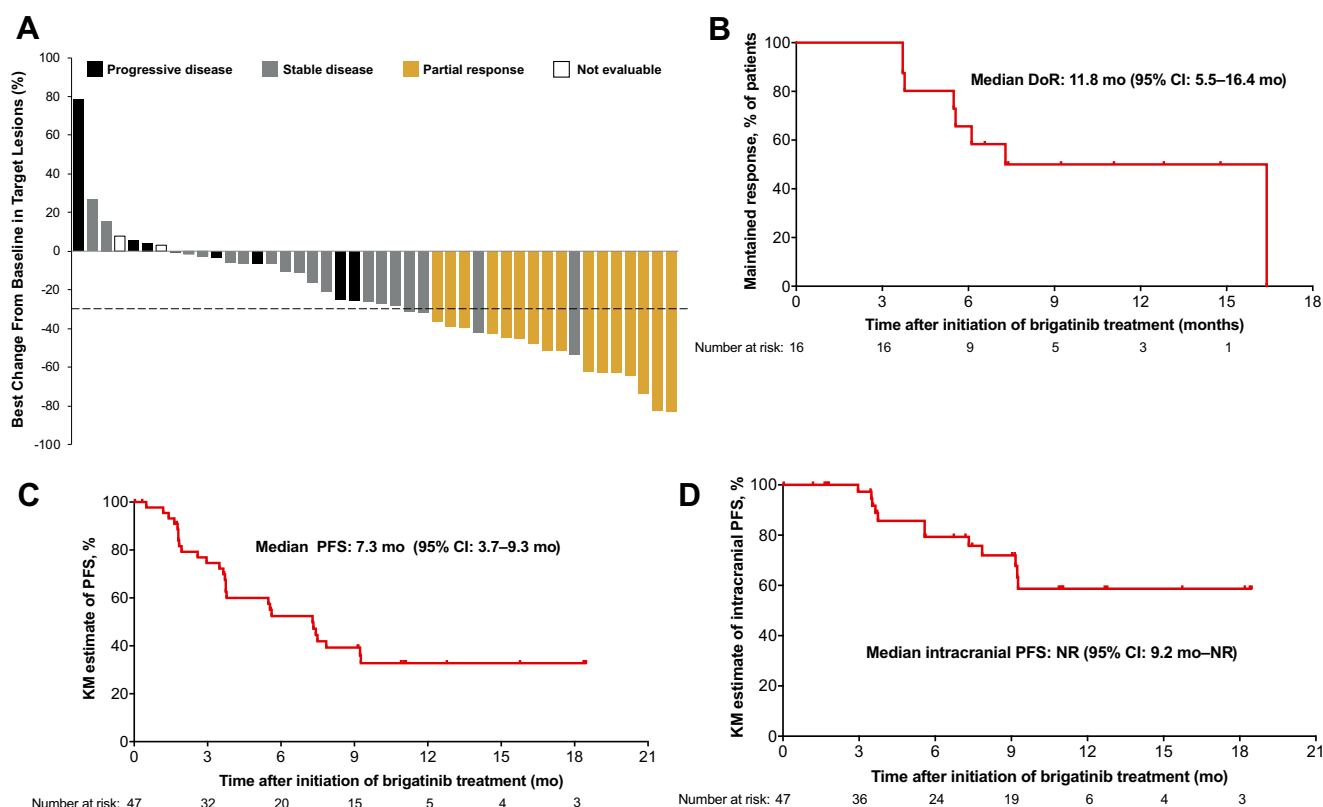 A
Best Change From Baseline in Target Lesions (%)
Progressive disease Stable disease Partial response Not evaluable
100
80
60
40
20
0
-20
-40
-60
-80
-100
B
Maintained response, % of patients
Median DoR: 11.8 mo (95% CI: 5.5–16.4 mo)
100
80
60
40
20
0
0 3 6 9 12 15 18
Time after initiation of brigatinib treatment (months)
Number at risk: 16 16 9 5 3 1
C
KM estimate of PFS, %
Median PFS: 7.3 mo (95% CI: 3.7–9.3 mo)
100
80
60
40
20
0
0 3 6 9 12 15 18 21
Time after initiation of brigatinib treatment (mo)
Number at risk: 47 32 20 15 5 4 3
D
KM estimate of intracranial PFS, %
100
80
60
40
20
0
Median intracranial PFS: NR (95% CI: 9.2 mo–NR)
0 3 6 9 12 15 18 21
Time after initiation of brigatinib treatment (mo)
Number at risk: 47 36 24 19 6 4 3